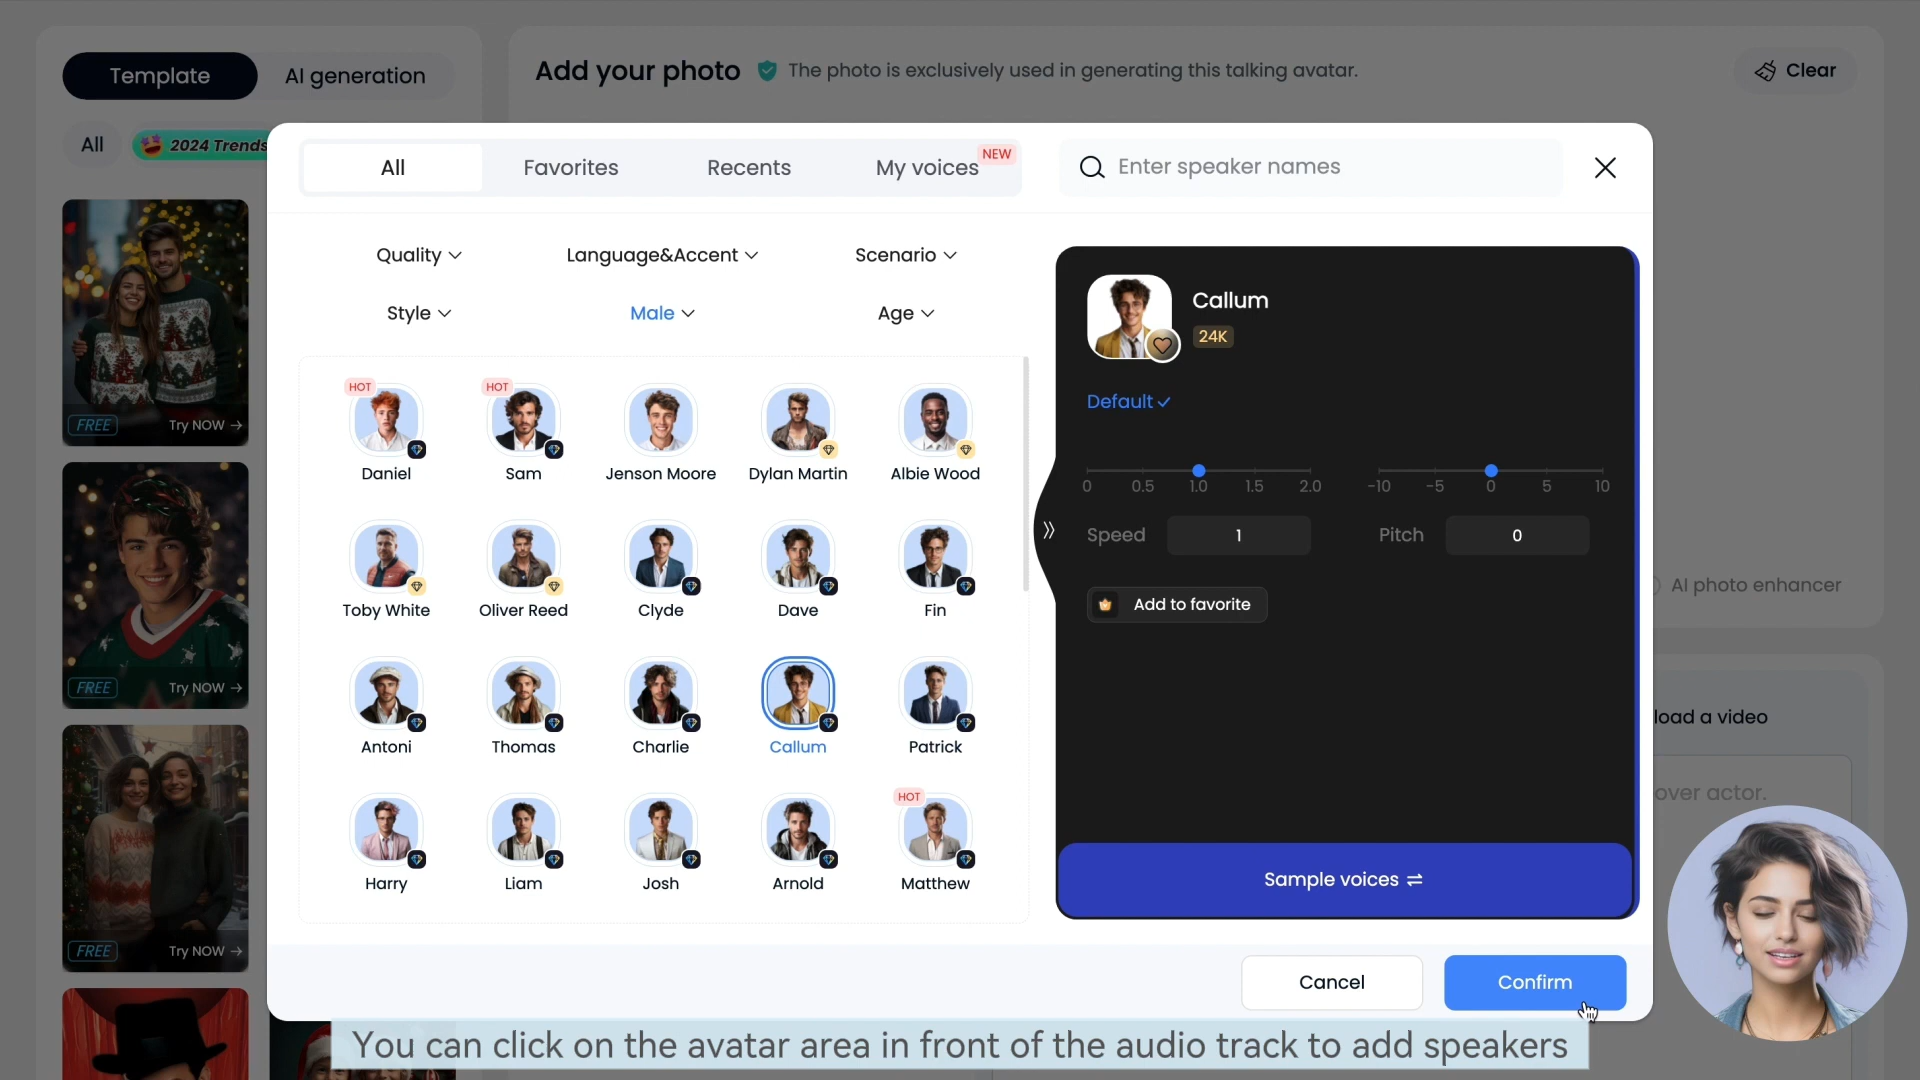 Template
AI generation
Add your photo
The photo is exclusively used in generating this talking avatar.
Clear
All
2024 Trends
All
Favorites
Recents
My voices
NEW
Enter speaker names
Quality
Language&Accent
Scenario
Style
Male
Age
HOT
Daniel
HOT
Sam
Jenson Moore
Dylan Martin
Albie Wood
Toby White
Oliver Reed
Clyde
Dave
Fin
Antoni
Thomas
Charlie
Callum
Patrick
Harry
Liam
Josh
Arnold
HOT
Matthew
Callum
24K
Default
0 0.5 1.0 1.5 2.0
-10 -5 0 5 10
Speed 1
Pitch 0
Add to favorite
Sample voices
Cancel
Confirm
FREE
Try NOW
FREE
Try NOW
FREE
Try NOW
AI photo enhancer
load a video
over actor.
You can click on the avatar area in front of the audio track to add speakers